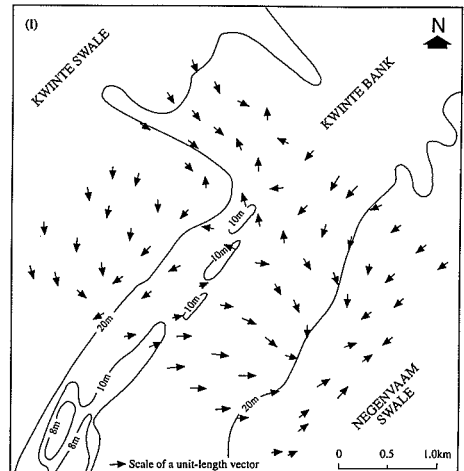 (I)
N
KWINTE SWALE
KWINTE BANK
10m
10m
10m
20m
10m
20m
8m
8m
NEGENVAAM
SWALE
Scale of a unit-length vector
0 0.5 1.0km